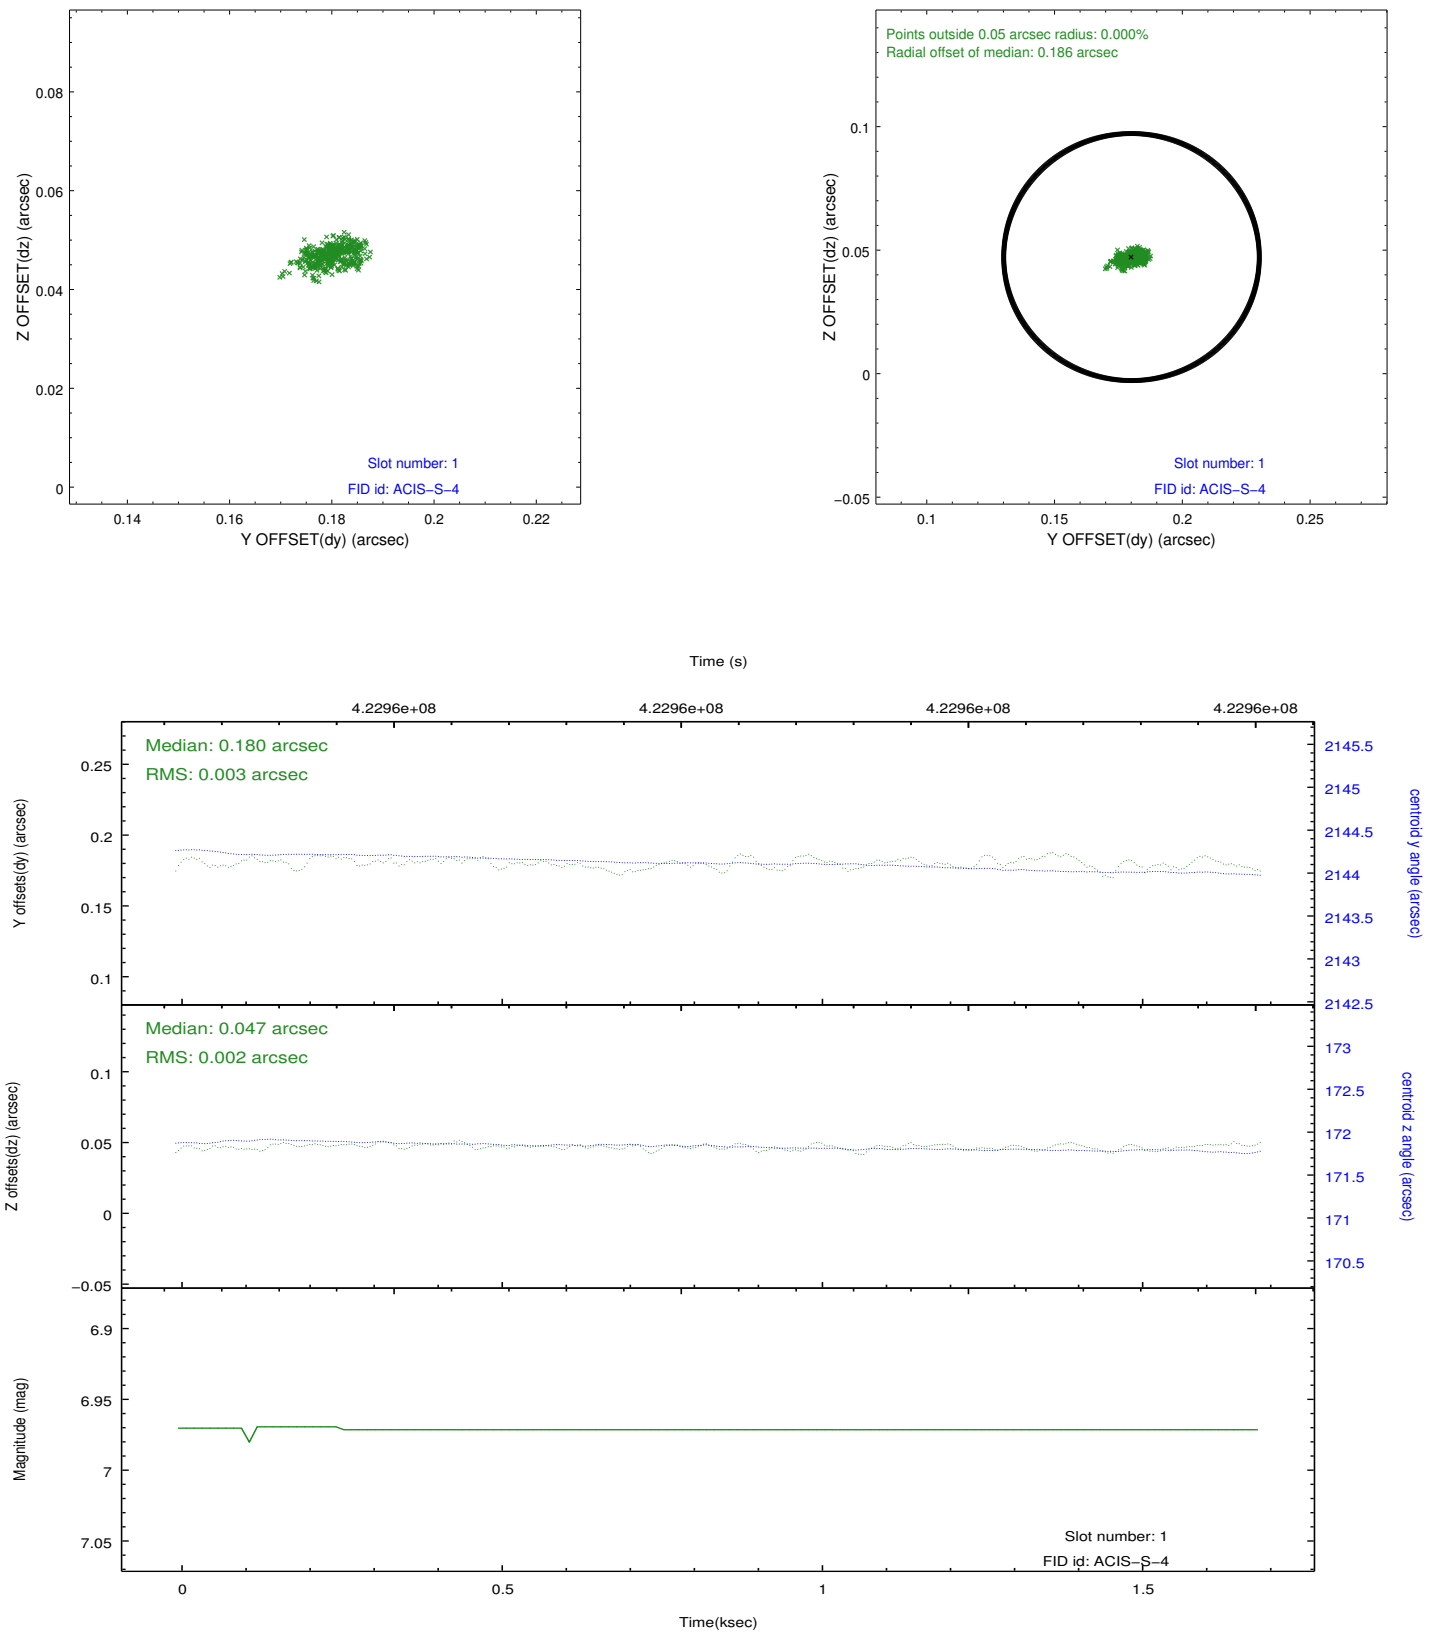 0.08
0.06
0.04
0.02
0
Z OFFSET(dz) (arcsec)
Slot number: 1
FID id: ACIS−S−4
0.14 0.16 0.18 0.2 0.22
Y OFFSET(dy) (arcsec)
Points outside 0.05 arcsec radius: 0.000%
Radial offset of median: 0.186 arcsec
0.1
0.05
0
−0.05
Z OFFSET(dz) (arcsec)
Slot number: 1
FID id: ACIS−S−4
0.1 0.15 0.2 0.25
Y OFFSET(dy) (arcsec)
Time (s)
4.2296e+08 4.2296e+08 4.2296e+08 4.2296e+08
Median: 0.180 arcsec
RMS: 0.003 arcsec
0.25
0.2
0.15
0.1
Y offsets(dy) (arcsec)
2145.5
2145
2144.5
2144
2143.5
2143
2142.5
centroid y angle (arcsec)
Median: 0.047 arcsec
RMS: 0.002 arcsec
0.1
0.05
0
−0.05
Z offsets(dz) (arcsec)
173
172.5
172
171.5
171
170.5
centroid z angle (arcsec)
6.9
6.95
7
7.05
Magnitude (mag)
Slot number: 1
FID id: ACIS−S−4
0 0.5 1 1.5
Time(ksec)